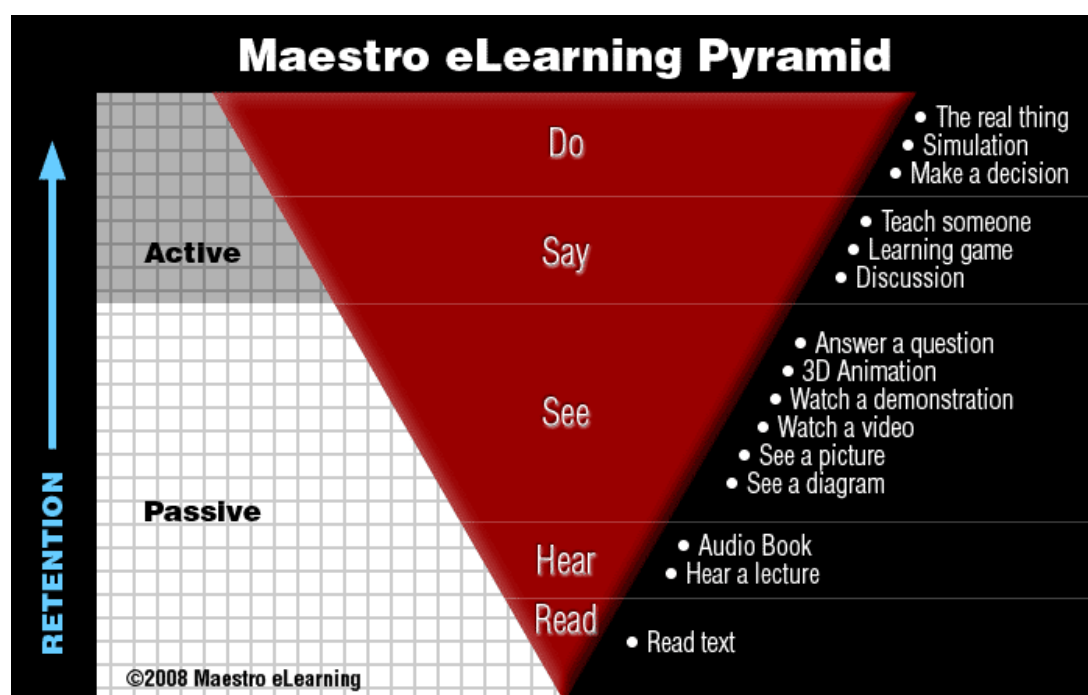 Maestro eLearning Pyramid
Do
• The real thing
• Simulation
• Make a decision
Active
Say
• Teach someone
• Learning game
• Discussion
See
• Answer a question
• 3D Animation
• Watch a demonstration
• Watch a video
• See a picture
• See a diagram
Passive
Hear
• Audio Book
• Hear a lecture
Read
• Read text
RETENTION
©2008 Maestro eLearning